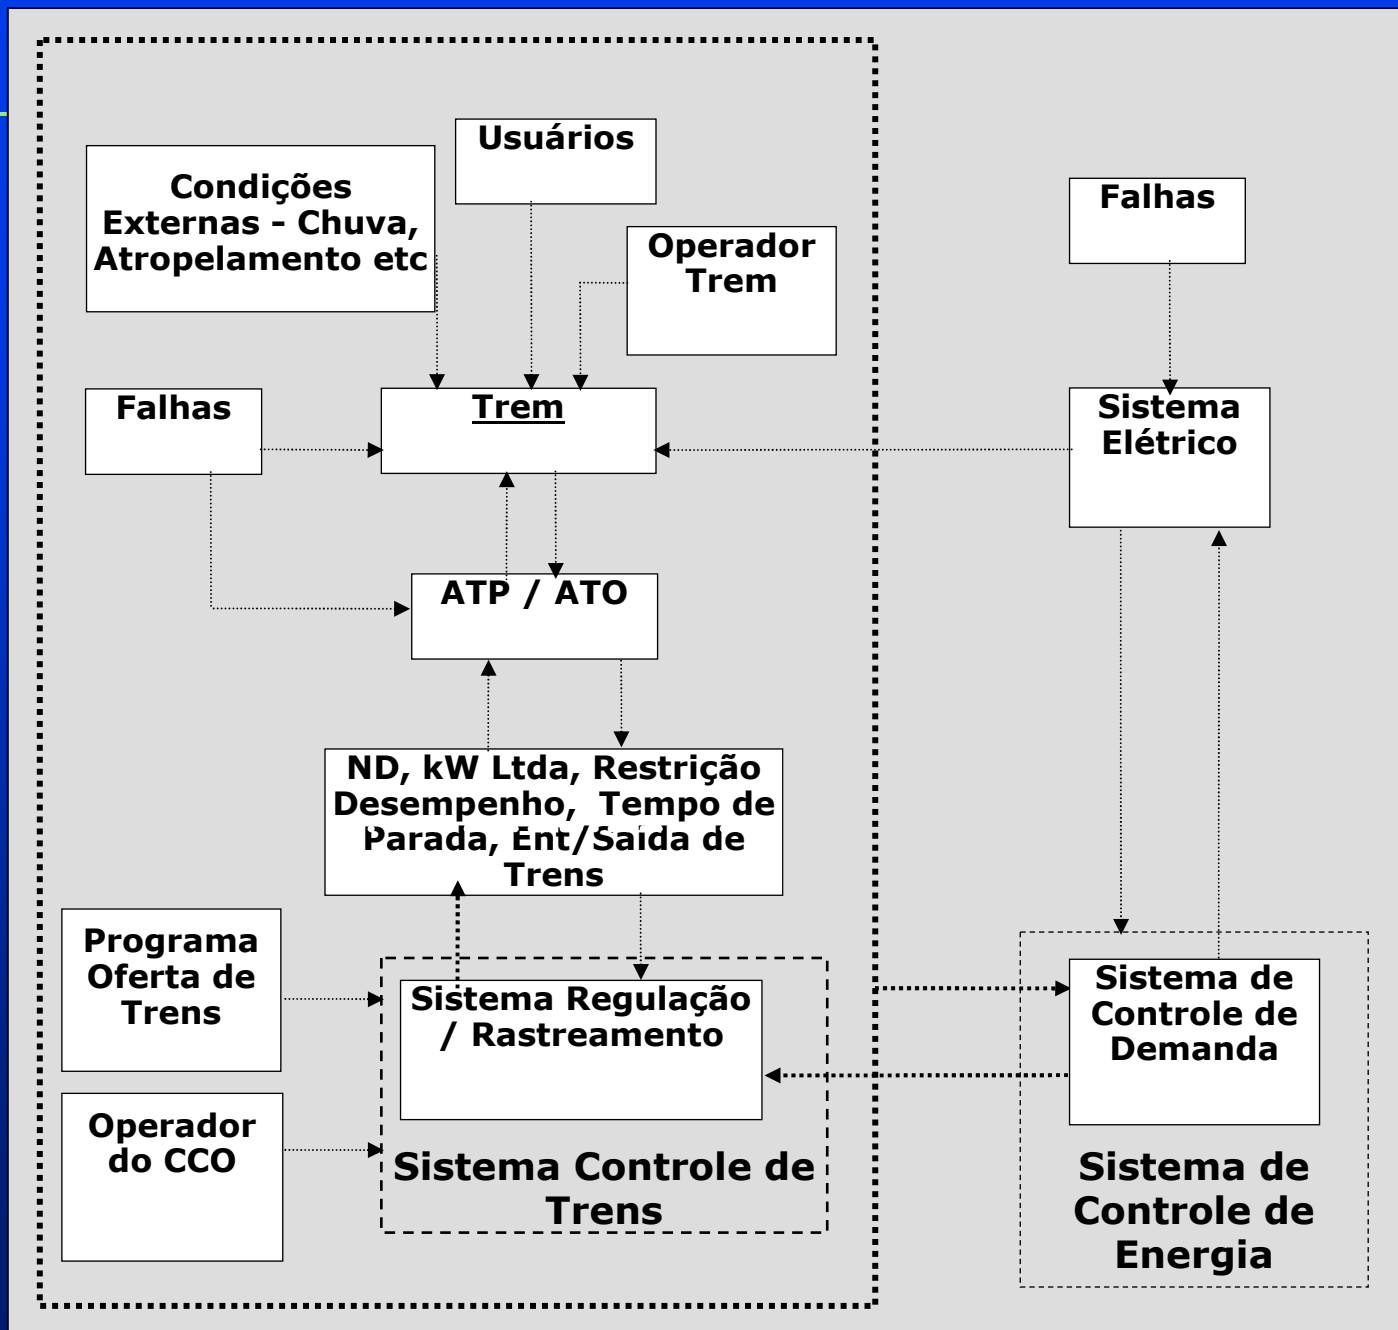 Usuários
Condições
Externas - Chuva,
Atropelamento etc
Falhas
Operador
Trem
Falhas
Trem
Sistema
Elétrico
ATP / ATO
ND, kW Ltda, Restrição
Desempenho, Tempo de
Parada, Ent/Saída de
Trens
Programa
Oferta de
Trens
Sistema Regulação
/ Rastreamento
Sistema de
Controle de
Demanda
Operador
do CCO
Sistema Controle de
Trens
Sistema de
Controle de
Energia